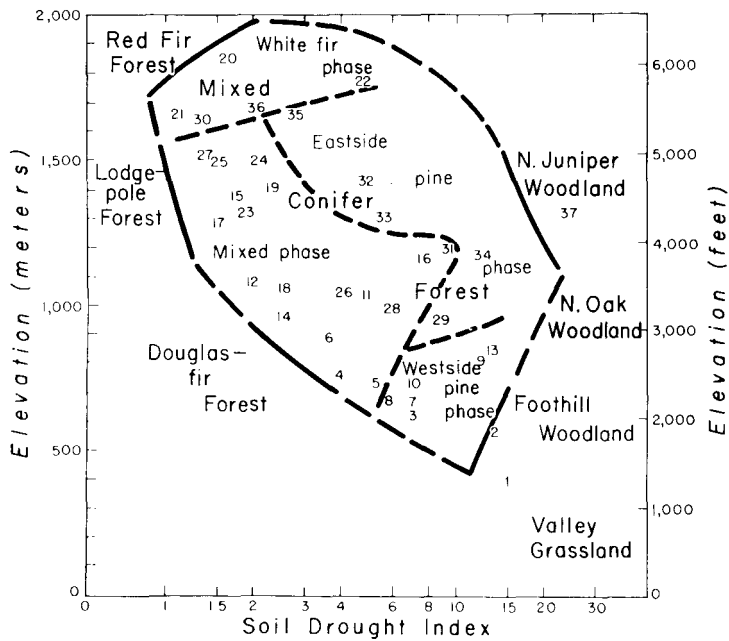 2,000
Red Fir
Forest
20
White fir
phase
6,000
22
Mixed
21
30
36
35
5,000
1,500
Eastside
Lodge-
pole
Forest
27
25
24
N. Juniper
Woodland
37
32
pine
19
15
Conifer
23
17
33
4,000
Mixed phase
16
31
34
phase
12
18
26
11
Forest
1,000
28
N. Oak
Woodland
14
29
3,000
6
Douglas-
fir
Forest
9
13
Westside
pine
phase
4
5
10
8
7
3
Foothill
Woodland
2,000
2
500
1
1,000
Valley
Grassland
0
0
0
1
1.5
2
3
4
6
8
10
15
20
30
Soil Drought Index
Elevation (meters)
Elevation (feet)